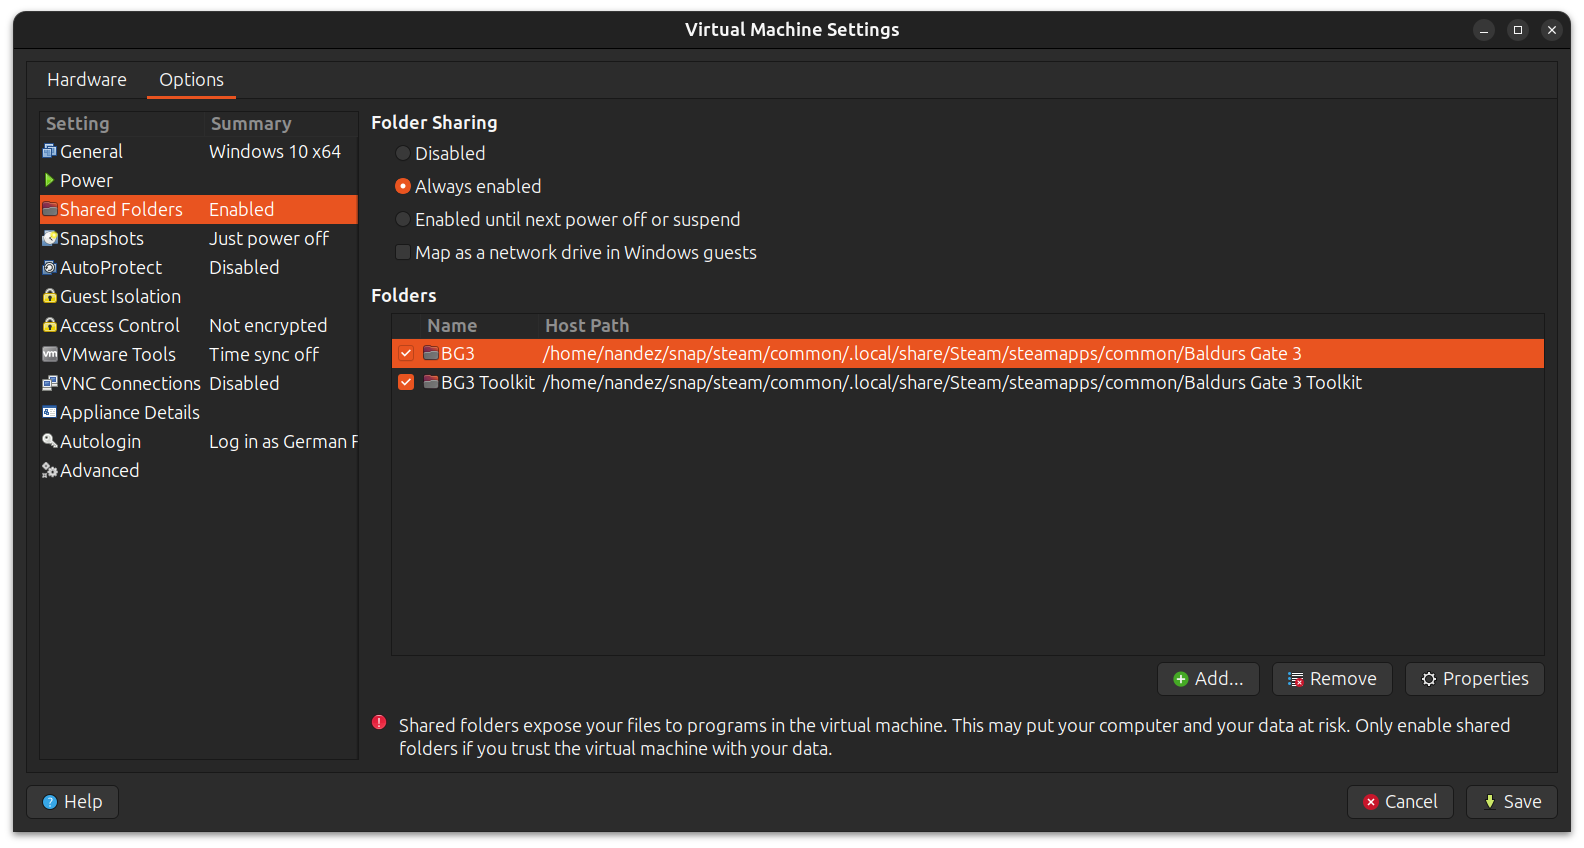 Virtual Machine Settings
Hardware Options
Setting Summary
General Windows 10 x64
Power
Shared Folders Enabled
Snapshots Just power off
AutoProtect Disabled
Guest Isolation
Access Control Not encrypted
VMware Tools Time sync off
VNC Connections Disabled
Appliance Details
Autologin Log in as German F
Advanced
Folder Sharing
Disabled
Always enabled
Enabled until next power off or suspend
Map as a network drive in Windows guests
Folders
Name Host Path
BG3 /home/nandez/snap/steam/common/.local/share/Steam/steamapps/common/Baldurs Gate 3
BG3 Toolkit /home/nandez/snap/steam/common/.local/share/Steam/steamapps/common/Baldurs Gate 3 Toolkit
Add... Remove Properties
Shared folders expose your files to programs in the virtual machine. This may put your computer and your data at risk. Only enable shared
folders if you trust the virtual machine with your data.
Help Cancel Save